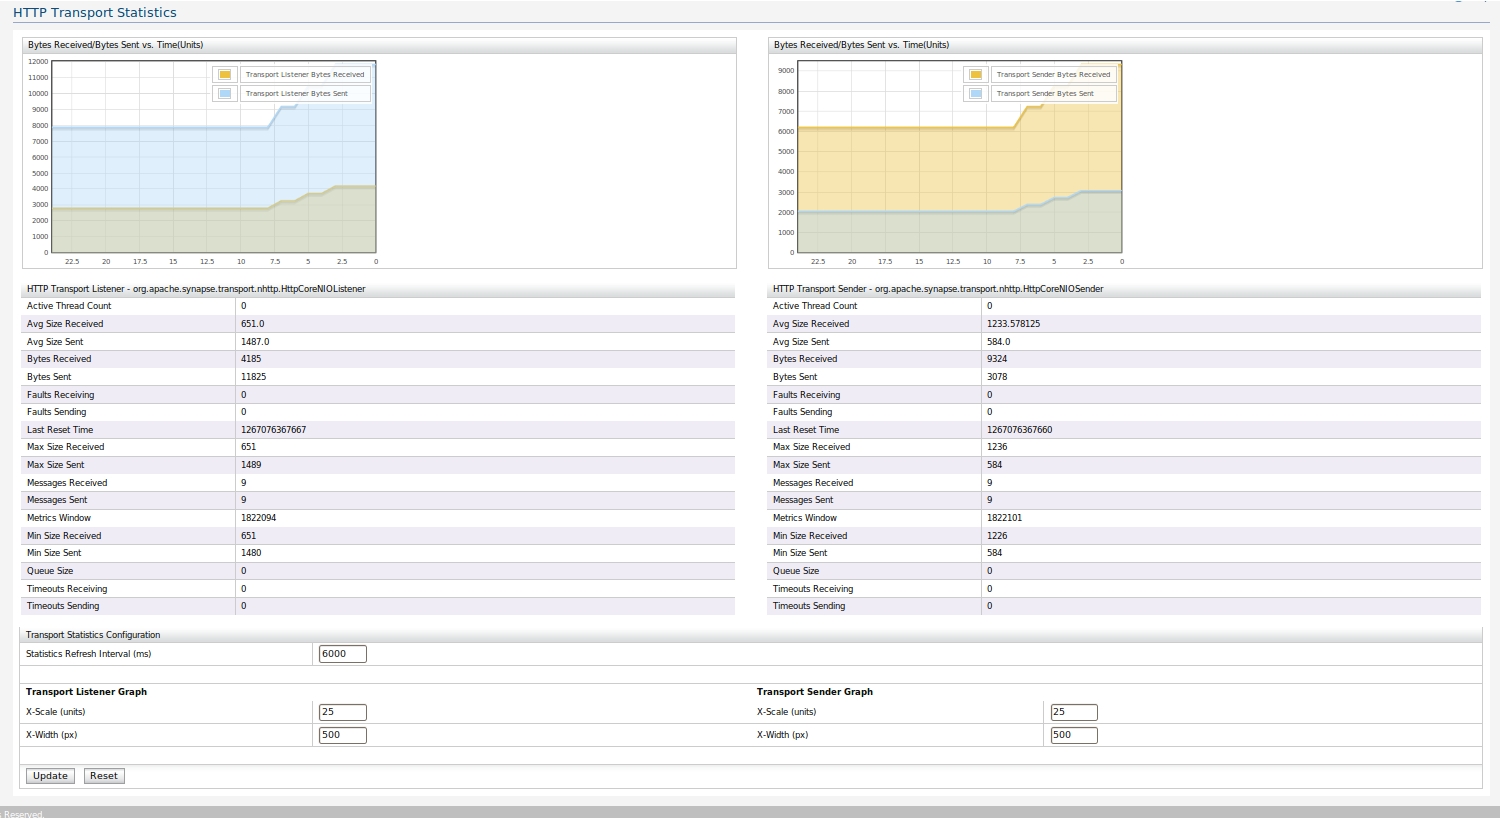 HTTP Transport Statistics
Bytes Received/Bytes Sent vs. Time(Units)
12000
11000
10000
9000
8000
7000
6000
5000
4000
3000
2000
1000
0
Transport Listener Bytes Received
Transport Listener Bytes Sent
22.5 20 17.5 15 12.5 10 7.5 5 2.5 0
Bytes Received/Bytes Sent vs. Time(Units)
9000
8000
7000
6000
5000
4000
3000
2000
1000
0
Transport Sender Bytes Received
Transport Sender Bytes Sent
22.5 20 17.5 15 12.5 10 7.5 5 2.5 0
HTTP Transport Listener - org.apache.synapse.transport.nhttp.HttpCoreNIOListener
Active Thread Count 0
Avg Size Received 651.0
Avg Size Sent 1487.0
Bytes Received 4185
Bytes Sent 11825
Faults Receiving 0
Faults Sending 0
Last Reset Time 1267076367667
Max Size Received 651
Max Size Sent 1489
Messages Received 9
Messages Sent 9
Metrics Window 1822094
Min Size Received 651
Min Size Sent 1480
Queue Size 0
Timeouts Receiving 0
Timeouts Sending 0
HTTP Transport Sender - org.apache.synapse.transport.nhttp.HttpCoreNIOSender
Active Thread Count 0
Avg Size Received 1233.578125
Avg Size Sent 584.0
Bytes Received 9324
Bytes Sent 3078
Faults Receiving 0
Faults Sending 0
Last Reset Time 1267076367660
Max Size Received 1236
Max Size Sent 584
Messages Received 9
Messages Sent 9
Metrics Window 1822101
Min Size Received 1226
Min Size Sent 584
Queue Size 0
Timeouts Receiving 0
Timeouts Sending 0
Transport Statistics Configuration
Statistics Refresh Interval (ms) 6000
Transport Listener Graph
X-Scale (units) 25
X-Width (px) 500
Transport Sender Graph
X-Scale (units) 25
X-Width (px) 500
Update Reset
s Reserved.